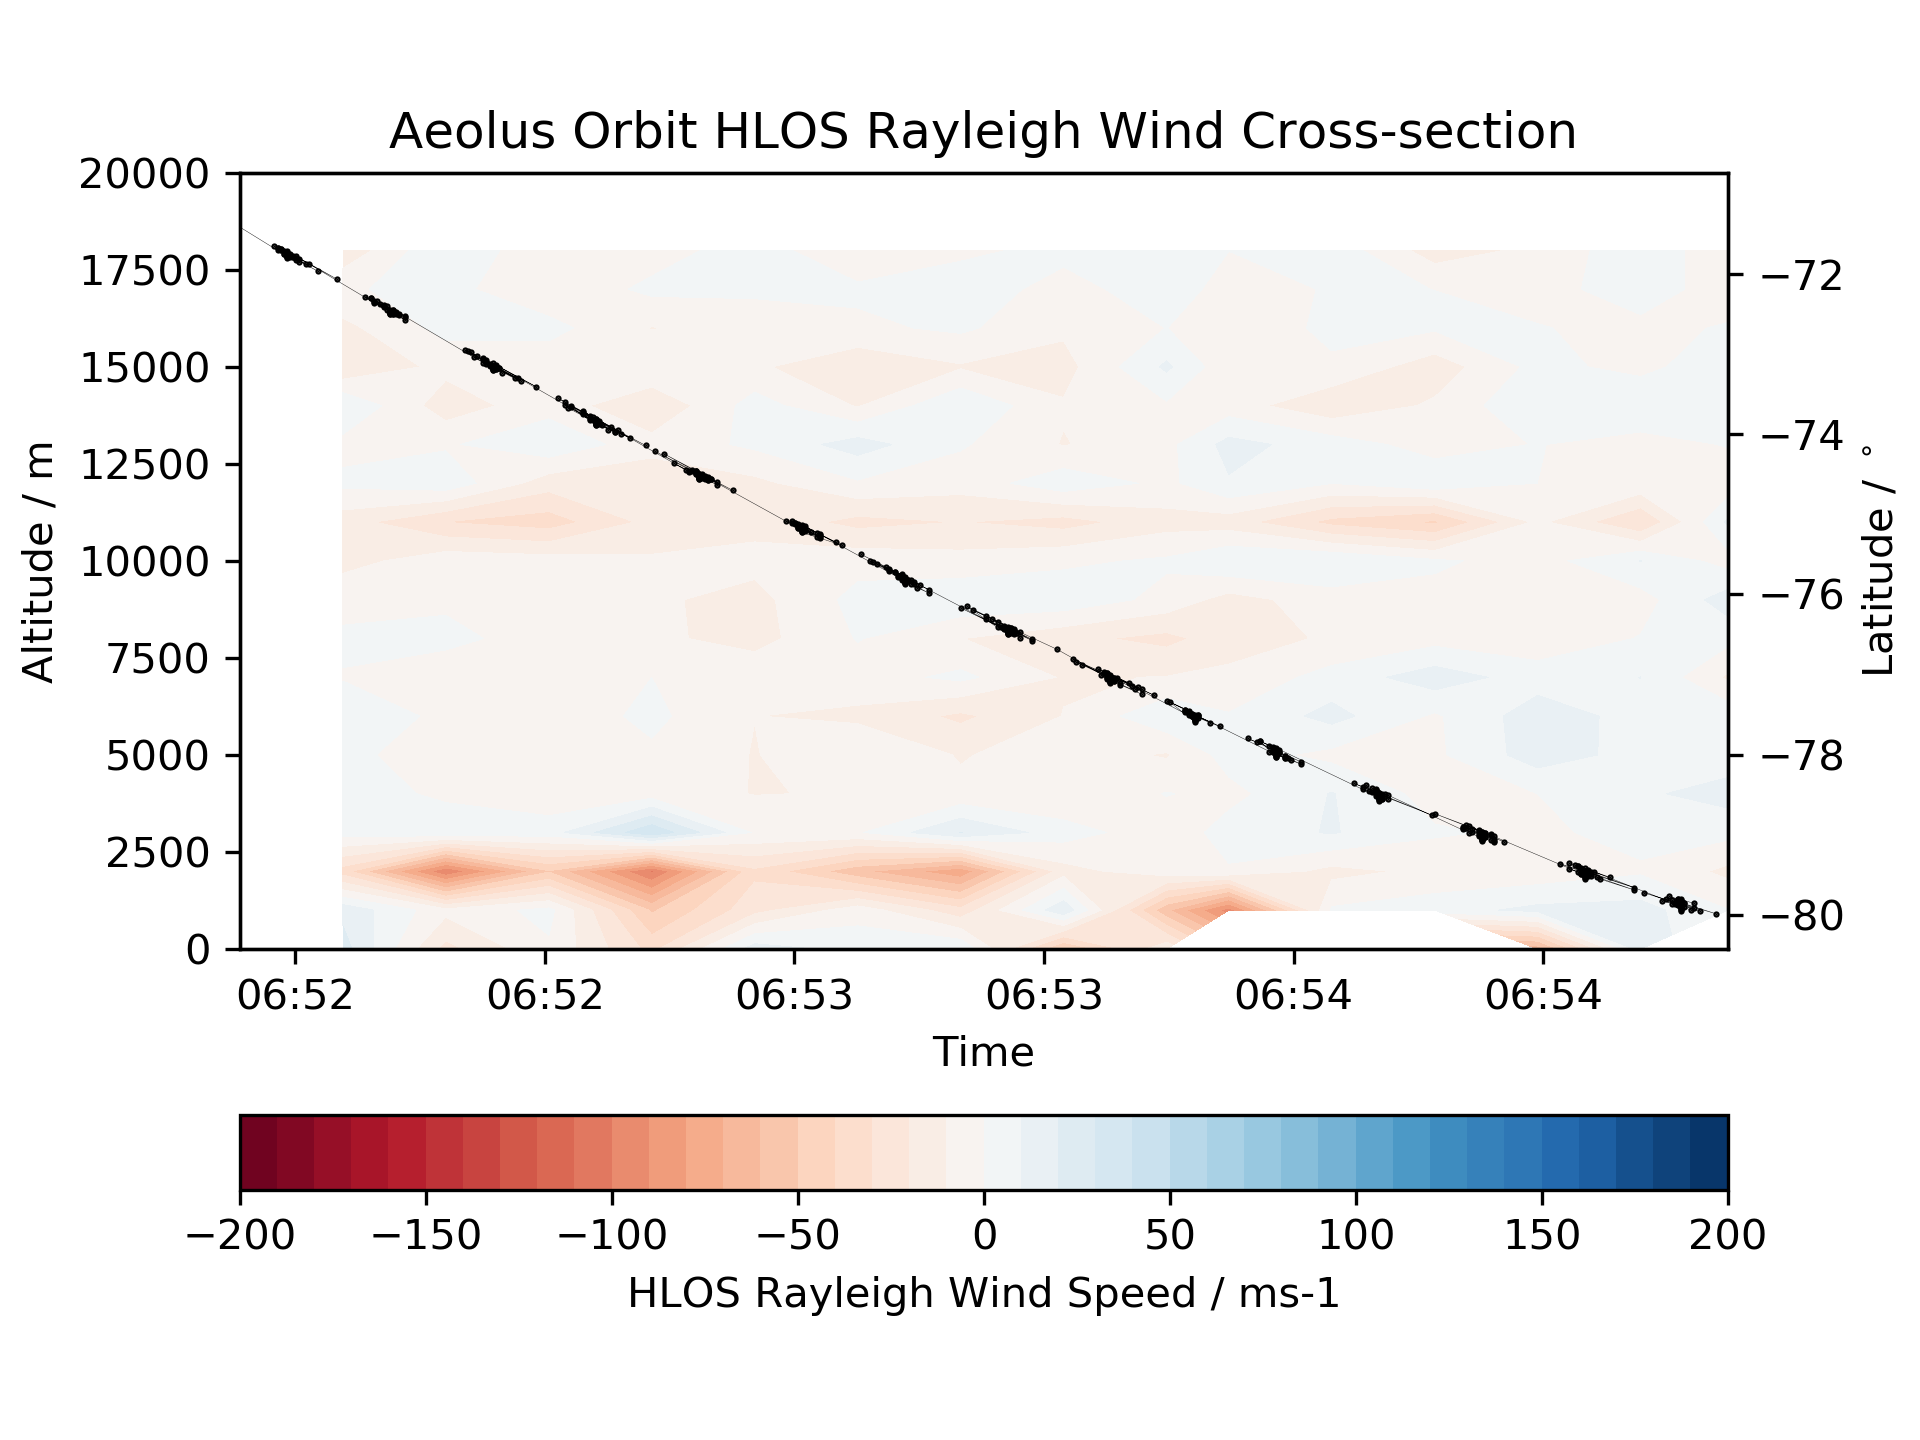 Aeolus Orbit HLOS Rayleigh Wind Cross-section
20000
17500
15000
12500
10000
7500
5000
2500
0
Altitude / m
−72
−74
−76
−78
−80
Latitude / °
06:52 06:52 06:53 06:53 06:54 06:54
Time
−200 −150 −100 −50 0 50 100 150 200
HLOS Rayleigh Wind Speed / ms-1